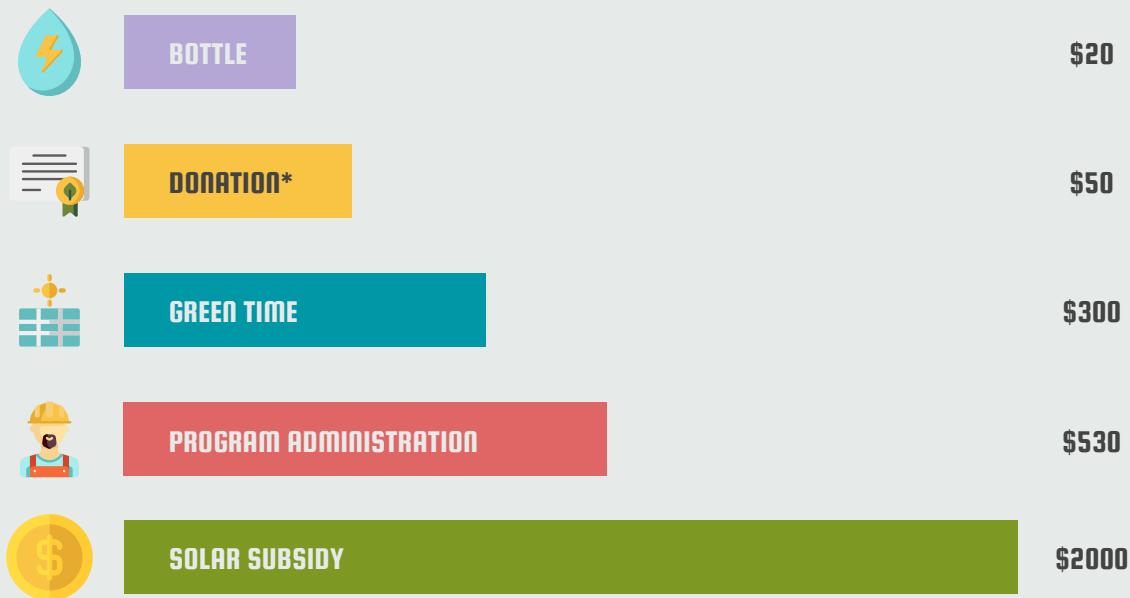 BOTTLE $20
DONATION* $50
GREEN TIME $300
PROGRAM ADMINISTRATION $530
SOLAR SUBSIDY $2000
$